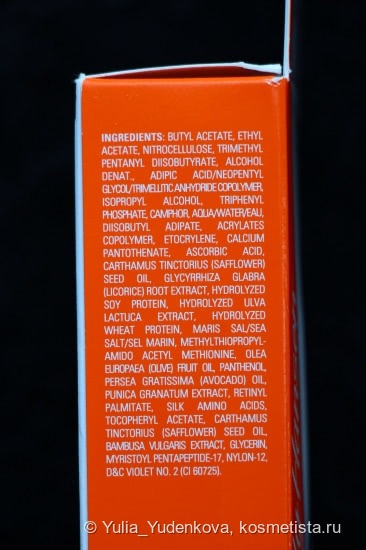 INGREDIENTS: BUTYL ACETATE, ETHYL
ACETATE, NITROCELLULOSE, TRIMETHYL
PENTANYL DIISOBUTYRATE, ALCOHOL
DENAT., ADIPIC ACID/NEOPENTYL
GLYCOL/TRIMELLITIC ANHYDRIDE COPOLYMER,
ISOPROPYL ALCOHOL, TRIPHENYL
PHOSPHATE, CAMPHOR, AQUA/WATER/EAU,
DIISOBUTYL ADIPATE, ACRYLATES
COPOLYMER, ETOCRYLENE, CALCIUM
PANTOTHENATE, ASCORBIC ACID,
CARTHAMUS TINCTORIUS (SAFFLOWER)
SEED OIL, GLYCYRRHIZA GLABRA
(LICORICE) ROOT EXTRACT, HYDROLYZED
SOY PROTEIN, HYDROLYZED ULVA
LACTUCA EXTRACT, HYDROLYZED
WHEAT PROTEIN, MARIS SAL/SEA
SALT/SEL MARIN, METHYLTHIOPROPYL-
AMIDO ACETYL METHIONINE, OLEA
EUROPAEA (OLIVE) FRUIT OIL, PANTHENOL,
PERSEA GRATISSIMA (AVOCADO) OIL,
PUNICA GRANATUM EXTRACT, RETINYL
PALMITATE, SILK AMINO ACIDS,
TOCOPHERYL ACETATE, CARTHAMUS
TINCTORIUS (SAFFLOWER) SEED OIL,
BAMBUSA VULGARIS EXTRACT, GLYCERIN,
MYRISTOYL PENTAPEPTIDE-17, NYLON-12,
D&C VIOLET NO. 2 (CI 60725).
© Yulia_Yudenkova, kosmetista.ru